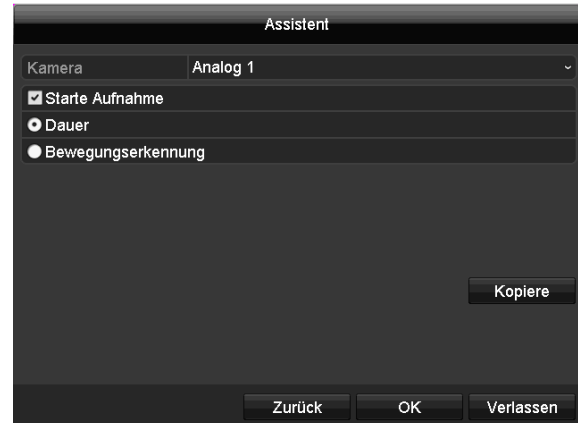 Assistent
Kamera Analog 1
Starte Aufnahme
Dauer
Bewegungserkennung
Kopiere
Zurück OK Verlassen